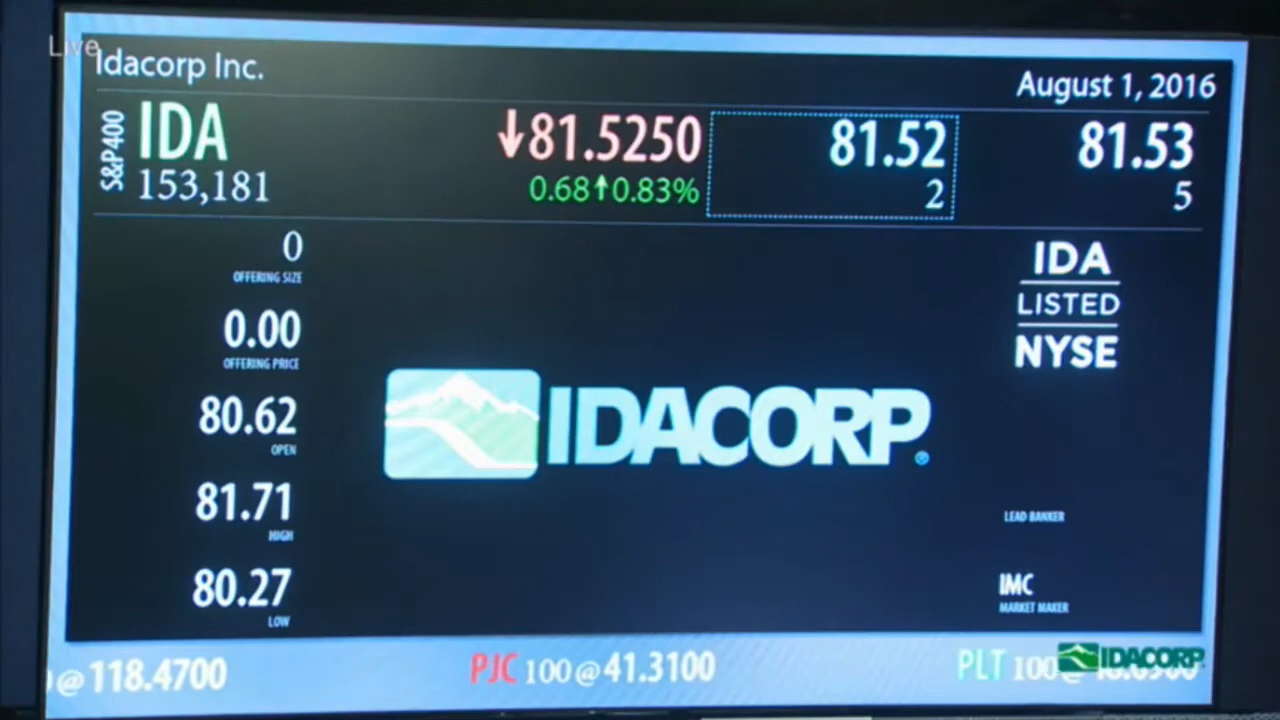 Live
Idacorp Inc.
August 1, 2016
S&P400
IDA
↓81.5250
81.52
81.53
153,181
0.68↑0.83%
2
5
0
OFFERING SIZE
0.00
OFFERING PRICE
80.62
OPEN
81.71
HIGH
80.27
LOW
IDACORP®
IDA
LISTED
NYSE
LEAD BANKER
IMC
MARKET MAKER
@118.4700
PJC 100@41.3100
PLT 100@
IDACORP